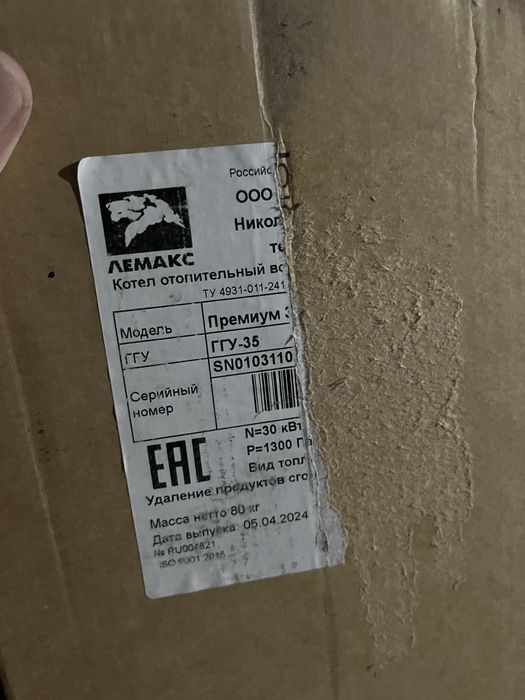 Российс
ООО
Никол
те
ЛЕМАКС
Котел отопительный во
ТУ 4931-011-241
Модель Премиум 3
ГГУ ГГУ-35
Серийный номер SN0103110
EAC
N=30 кВт
P=1300 Па
Вид топл
Удаление продуктов сго
Масса нетто 80 кг
Дата выпуска: 05.04.2024
№ RU004821
ISO 9001:2015